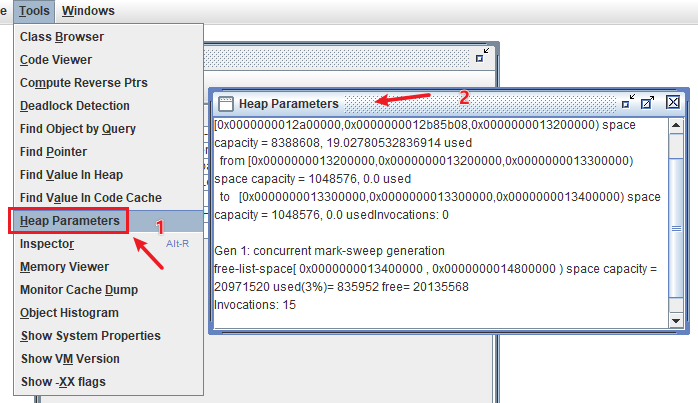 e Tools Windows
Class Browser
Code Viewer
Compute Reverse Ptrs
Deadlock Detection
Find Object by Query
Find Pointer
Find Value In Heap
Find Value In Code Cache
Heap Parameters 1
Inspector Alt-R
Memory Viewer
Monitor Cache Dump
Object Histogram
Show System Properties
Show VM Version
Show -XX flags
Heap Parameters 2
[0x0000000012a00000,0x0000000012b85b08,0x0000000013200000) space
capacity = 8388608, 19.02780532836914 used
from [0x0000000013200000,0x0000000013200000,0x0000000013300000)
space capacity = 1048576, 0.0 used
to [0x0000000013300000,0x0000000013300000,0x0000000013400000) space
capacity = 1048576, 0.0 usedInvocations: 0
Gen 1: concurrent mark-sweep generation
free-list-space[ 0x0000000013400000 , 0x0000000014800000 ) space capacity =
20971520 used(3%)= 835952 free= 20135568
Invocations: 15